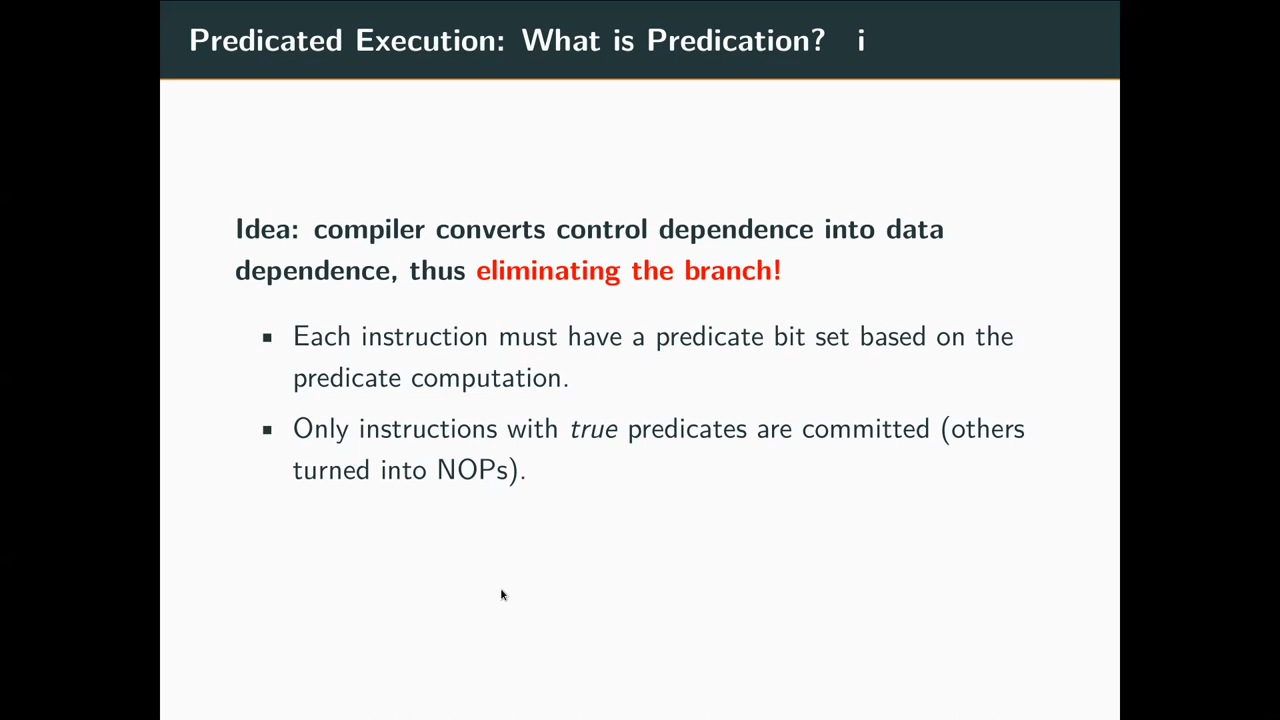 Predicated Execution: What is Predication? i
Idea: compiler converts control dependence into data
dependence, thus eliminating the branch!
▪ Each instruction must have a predicate bit set based on the
predicate computation.
▪ Only instructions with true predicates are committed (others
turned into NOPs).